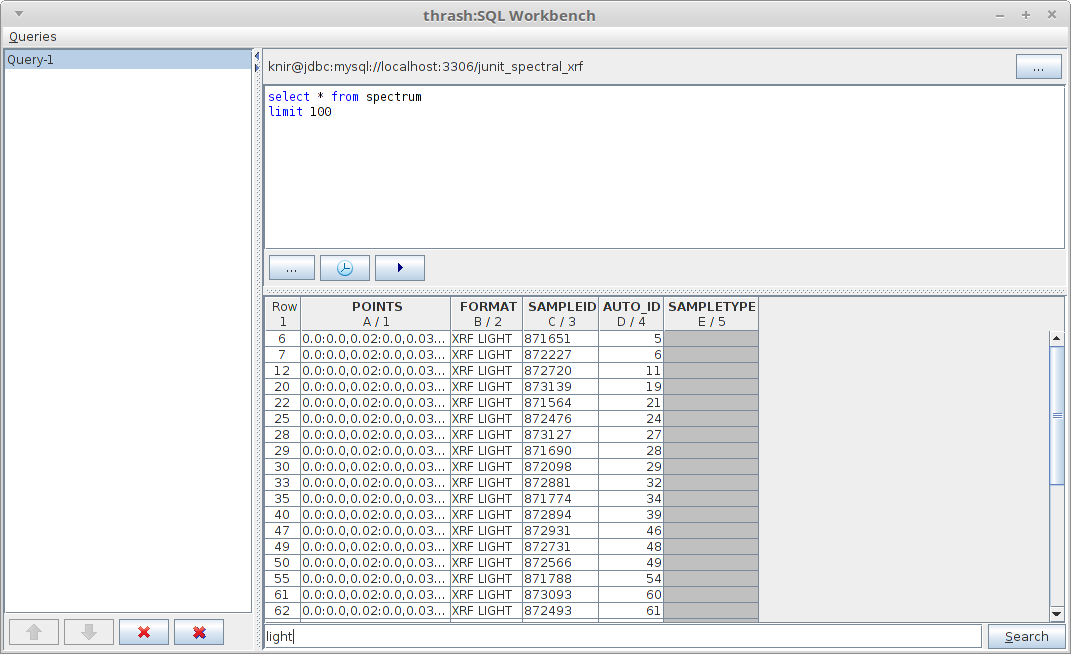 thrash:SQL Workbench
Queries
Query-1
knir@jdbc:mysql://localhost:3306/junit_spectral_xrf
...
select * from spectrum
limit 100
...
Row POINTS FORMAT SAMPLEID AUTO_ID SAMPLETYPE
1 A / 1 B / 2 C / 3 D / 4 E / 5
6 0.0:0.0,0.02:0.0,0.03... XRF LIGHT 871651 5
7 0.0:0.0,0.02:0.0,0.03... XRF LIGHT 872227 6
12 0.0:0.0,0.02:0.0,0.03... XRF LIGHT 872720 11
20 0.0:0.0,0.02:0.0,0.03... XRF LIGHT 873139 19
22 0.0:0.0,0.02:0.0,0.03... XRF LIGHT 871564 21
25 0.0:0.0,0.02:0.0,0.03... XRF LIGHT 872476 24
28 0.0:0.0,0.02:0.0,0.03... XRF LIGHT 873127 27
29 0.0:0.0,0.02:0.0,0.03... XRF LIGHT 871690 28
30 0.0:0.0,0.02:0.0,0.03... XRF LIGHT 872098 29
33 0.0:0.0,0.02:0.0,0.03... XRF LIGHT 872881 32
35 0.0:0.0,0.02:0.0,0.03... XRF LIGHT 871774 34
40 0.0:0.0,0.02:0.0,0.03... XRF LIGHT 872894 39
47 0.0:0.0,0.02:0.0,0.03... XRF LIGHT 872931 46
49 0.0:0.0,0.02:0.0,0.03... XRF LIGHT 872731 48
50 0.0:0.0,0.02:0.0,0.03... XRF LIGHT 872566 49
55 0.0:0.0,0.02:0.0,0.03... XRF LIGHT 871788 54
61 0.0:0.0,0.02:0.0,0.03... XRF LIGHT 873093 60
62 0.0:0.0,0.02:0.0,0.03... XRF LIGHT 872493 61
light
Search